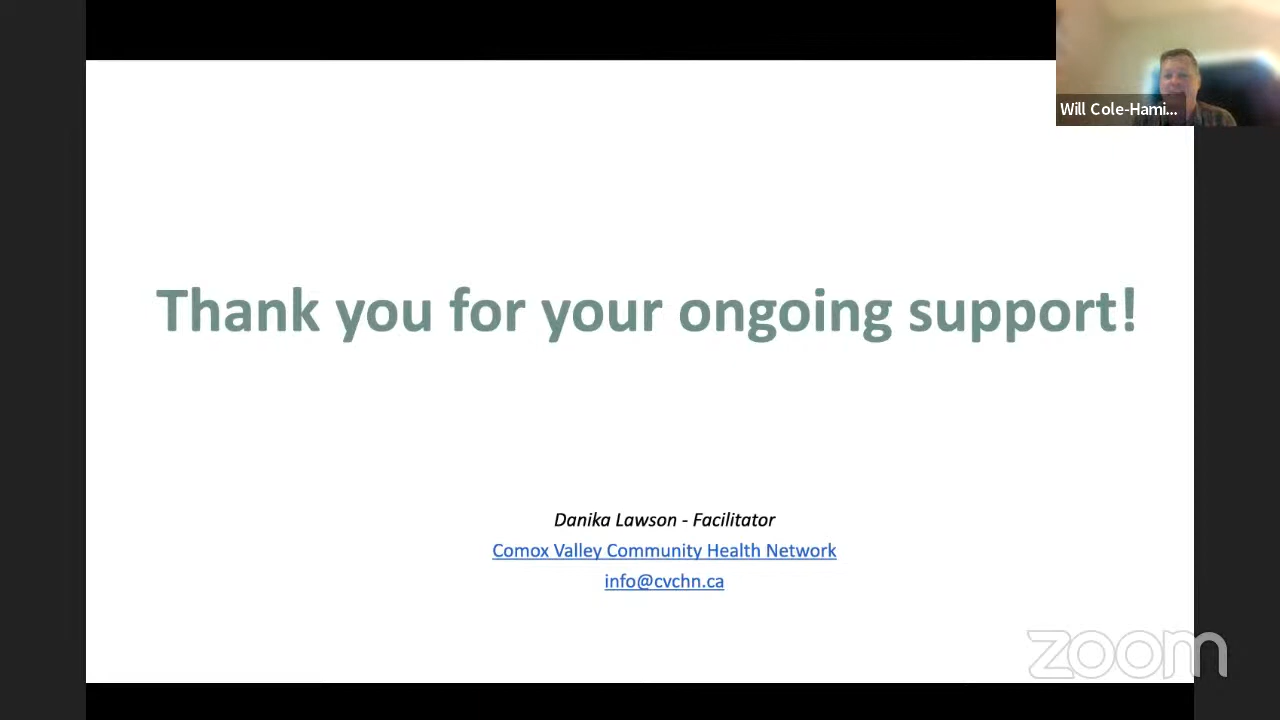 Will Cole-Hami...
Thank you for your ongoing support!
Danika Lawson - Facilitator
Comox Valley Community Health Network
info@cvchn.ca
zoom